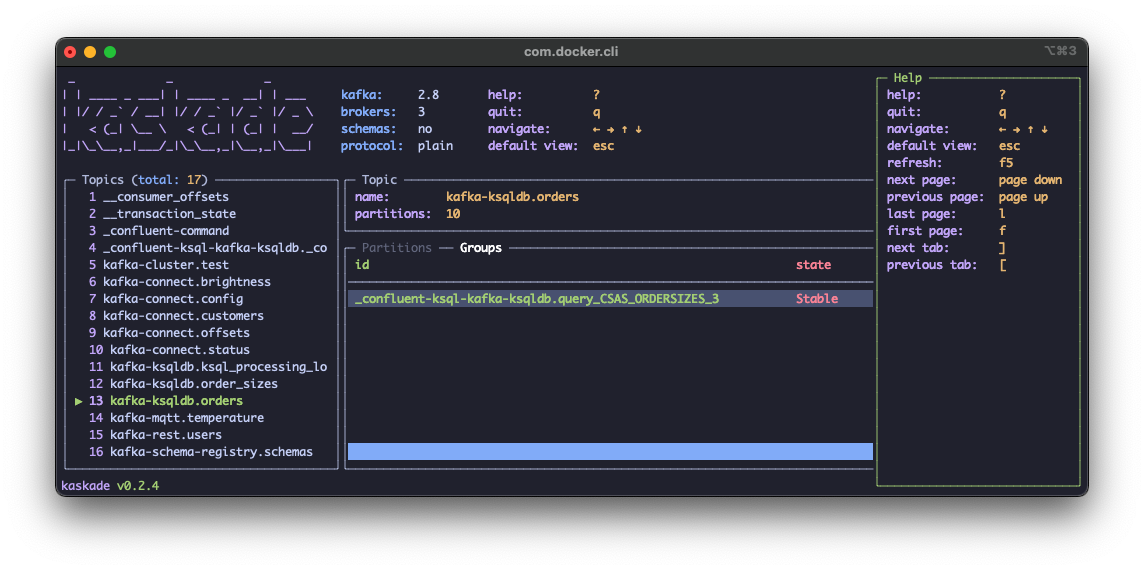 com.docker.cli
⌥⌘3
kafka: 2.8 help: ?
brokers: 3 quit: q
schemas: no navigate: ← → ↑ ↓
protocol: plain default view: esc
Topics (total: 17)
1 __consumer_offsets
2 __transaction_state
3 _confluent-command
4 _confluent-ksql-kafka-ksqldb._co
5 kafka-cluster.test
6 kafka-connect.brightness
7 kafka-connect.config
8 kafka-connect.customers
9 kafka-connect.offsets
10 kafka-connect.status
11 kafka-ksqldb.ksql_processing_lo
12 kafka-ksqldb.order_sizes
▶ 13 kafka-ksqldb.orders
14 kafka-mqtt.temperature
15 kafka-rest.users
16 kafka-schema-registry.schemas
Topic
name: kafka-ksqldb.orders
partitions: 10
Partitions — Groups
id state
_confluent-ksql-kafka-ksqldb.query_CSAS_ORDERSIZES_3 Stable
Help
help: ?
quit: q
navigate: ← → ↑ ↓
default view: esc
refresh: f5
next page: page down
previous page: page up
last page: l
first page: f
next tab: ]
previous tab: [
kaskade v0.2.4